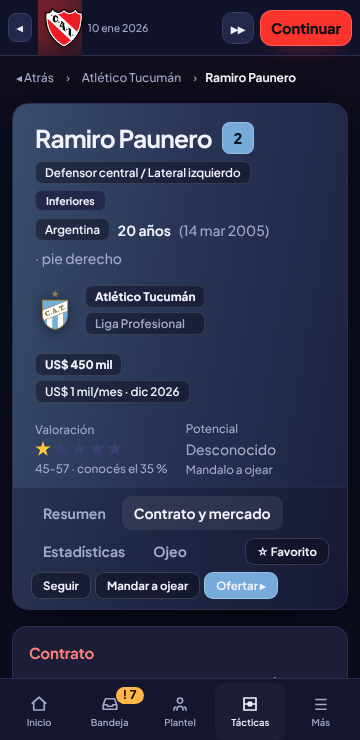 ◂
C.A.I.
10 ene 2026
▸▸
Continuar
◂ Atrás › Atlético Tucumán › Ramiro Paunero
Ramiro Paunero 2
Defensor central / Lateral izquierdo
Inferiores
Argentina 20 años (14 mar 2005)
· pie derecho
C.A.T.
Atlético Tucumán
Liga Profesional
US$ 450 mil
US$ 1 mil/mes · dic 2026
Valoración
★★★★★
45-57 · conocés el 35 %
Potencial
Desconocido
Mandalo a ojear
Resumen Contrato y mercado
Estadísticas Ojeo ☆ Favorito
Seguir Mandar a ojear Ofertar ▸
Contrato
! 7
Inicio Bandeja Plantel Tácticas Más